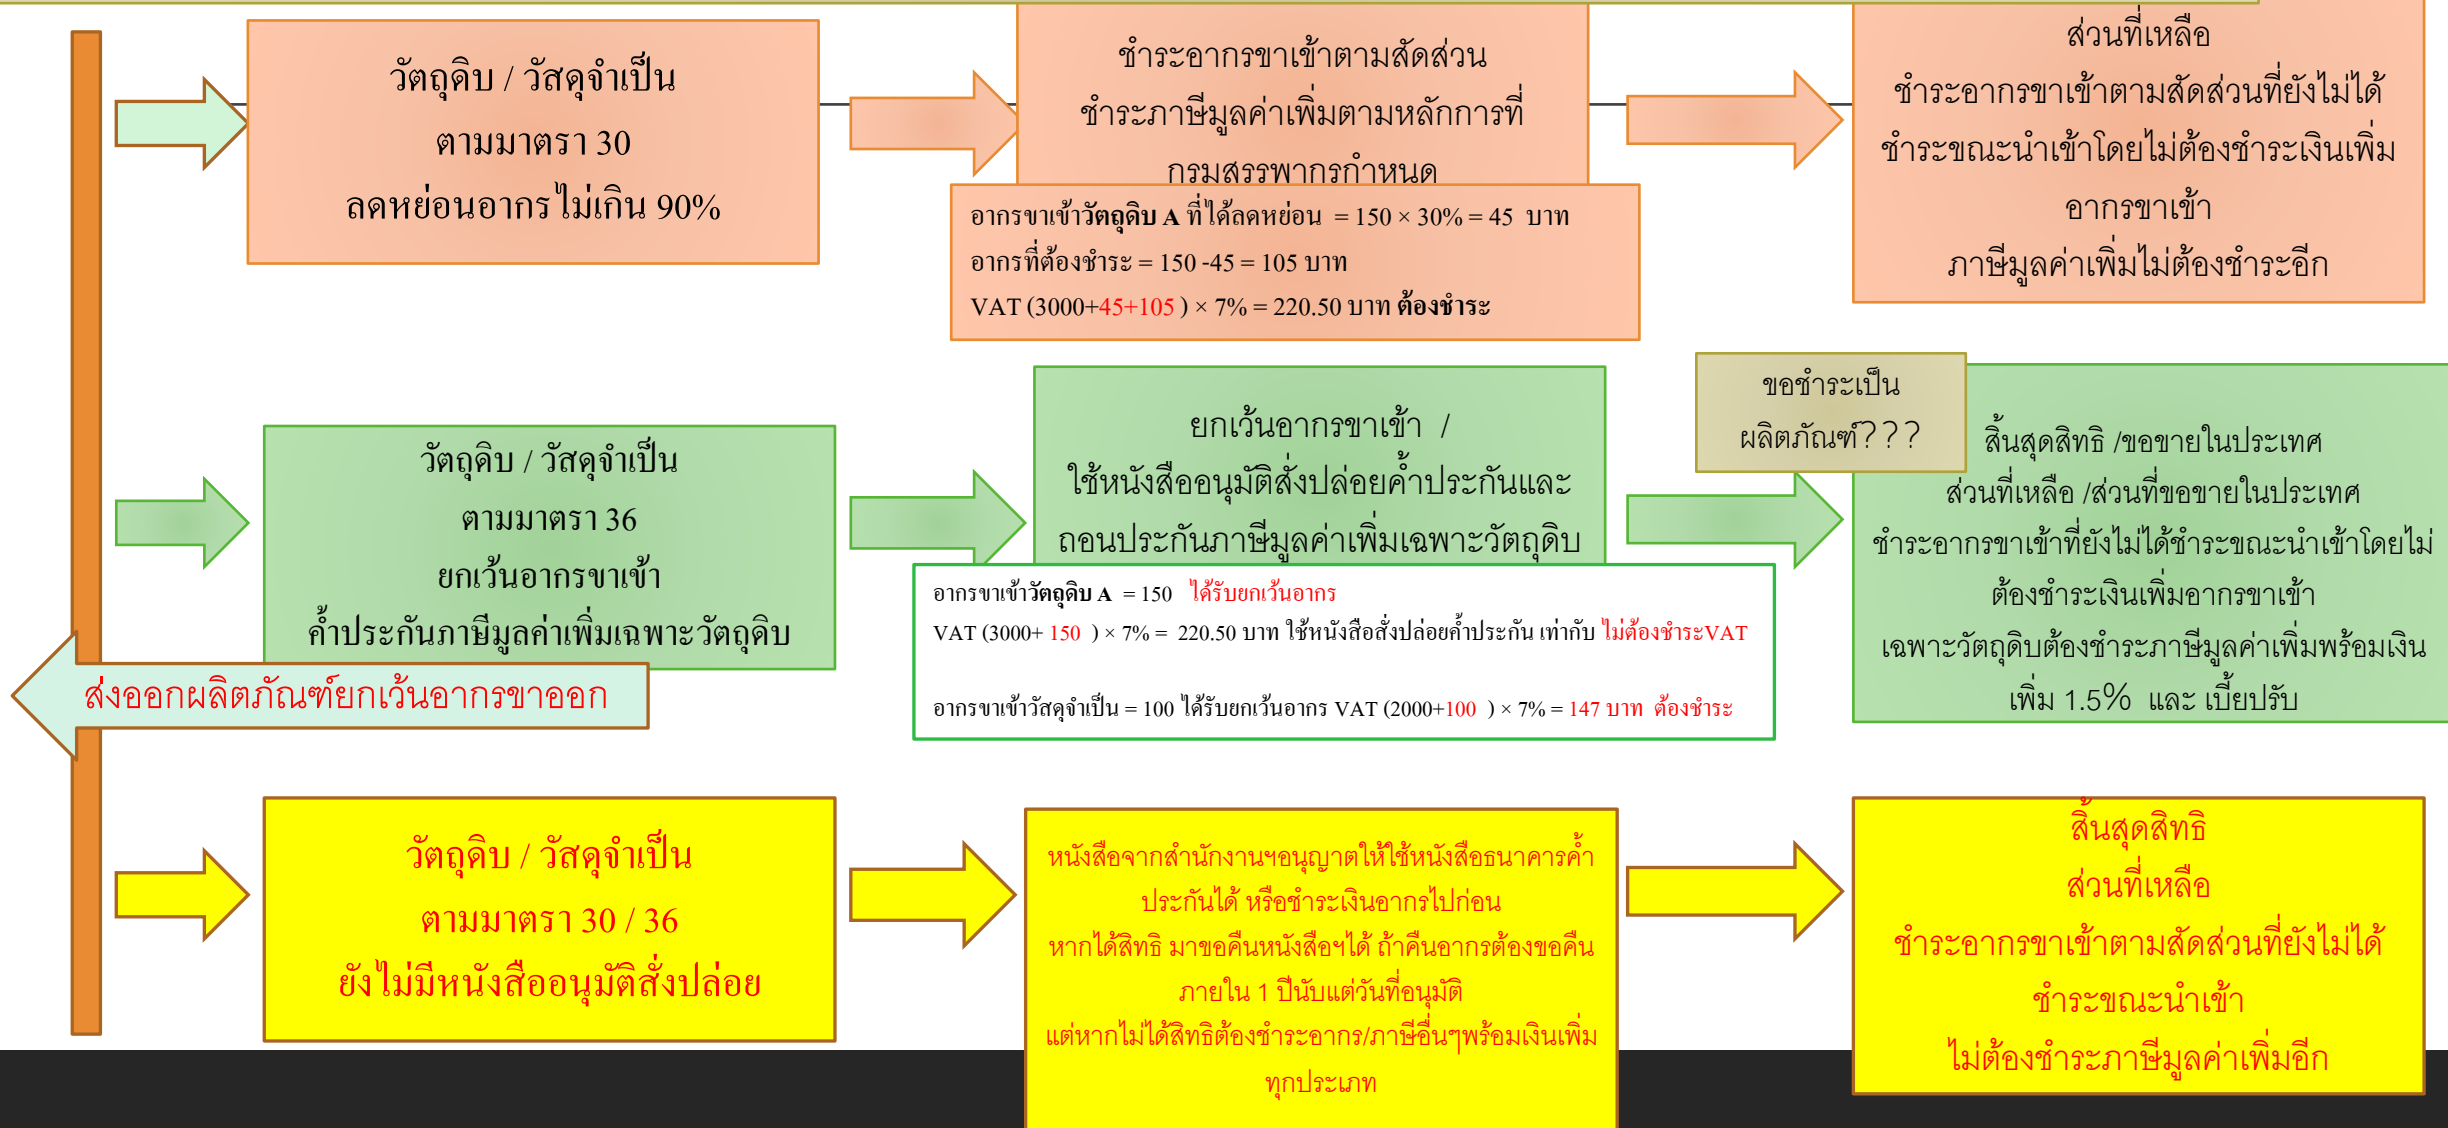 วัตถุดิบ / วัสดุจำเป็น
ตามมาตรา 30
ลดหย่อนอากร ไม่เกิน 90%
ชำระอากรขาเข้าตามสัดส่วน
ชำระภาษีมูลค่าเพิ่มตามหลักการที่
กรมสรรพากรกำหนด
อากรขาเข้าวัตถุดิบ A ที่ได้ลดหย่อน = 150 × 30% = 45 บาท
อากรที่ต้องชำระ = 150 -45 = 105 บาท
VAT (3000+45+105 ) × 7% = 220.50 บาท ต้องชำระ
ส่วนที่เหลือ
ชำระอากรขาเข้าตามสัดส่วนที่ยังไม่ได้
ชำระขณะนำเข้าโดยไม่ต้องชำระเงินเพิ่ม
อากรขาเข้า
ภาษีมูลค่าเพิ่มไม่ต้องชำระอีก
วัตถุดิบ / วัสดุจำเป็น
ตามมาตรา 36
ยกเว้นอากรขาเข้า
ค้ำประกันภาษีมูลค่าเพิ่มเฉพาะวัตถุดิบ
ยกเว้นอากรขาเข้า /
ใช้หนังสืออนุมัติสั่งปล่อยค้ำประกันและ
ถอนประกันภาษีมูลค่าเพิ่มเฉพาะวัตถุดิบ
อากรขาเข้าวัตถุดิบ A = 150 ได้รับยกเว้นอากร
VAT (3000+ 150 ) × 7% = 220.50 บาท ใช้หนังสือสั่งปล่อยค้ำประกัน เท่ากับ ไม่ต้องชำระVAT
อากรขาเข้าวัสดุจำเป็น = 100 ได้รับยกเว้นอากร VAT (2000+100 ) × 7% = 147 บาท ต้องชำระ
ขอชำระเป็น
ผลิตภัณฑ์???
สิ้นสุดสิทธิ /ขอขายในประเทศ
ส่วนที่เหลือ /ส่วนที่ขอขายในประเทศ
ชำระอากรขาเข้าที่ยังไม่ได้ชำระขณะนำเข้าโดยไม่
ต้องชำระเงินเพิ่มอากรขาเข้า
เฉพาะวัตถุดิบต้องชำระภาษีมูลค่าเพิ่มพร้อมเงิน
เพิ่ม 1.5% และ เบี้ยปรับ
ส่งออกผลิตภัณฑ์ยกเว้นอากรขาออก
วัตถุดิบ / วัสดุจำเป็น
ตามมาตรา 30 / 36
ยังไม่มีหนังสืออนุมัติสั่งปล่อย
หนังสือจากสำนักงานฯอนุญาตให้ใช้หนังสือธนาคารค้ำ
ประกันได้ หรือชำระเงินอากรไปก่อน
หากได้สิทธิ มาขอคืนหนังสือฯได้ ถ้าคืนอากรต้องขอคืน
ภายใน 1 ปีนับแต่วันที่อนุมัติ
แต่หากไม่ได้สิทธิต้องชำระอากร/ภาษีอื่นๆพร้อมเงินเพิ่ม
ทุกประเภท
สิ้นสุดสิทธิ
ส่วนที่เหลือ
ชำระอากรขาเข้าตามสัดส่วนที่ยังไม่ได้
ชำระขณะนำเข้า
ไม่ต้องชำระภาษีมูลค่าเพิ่มอีก